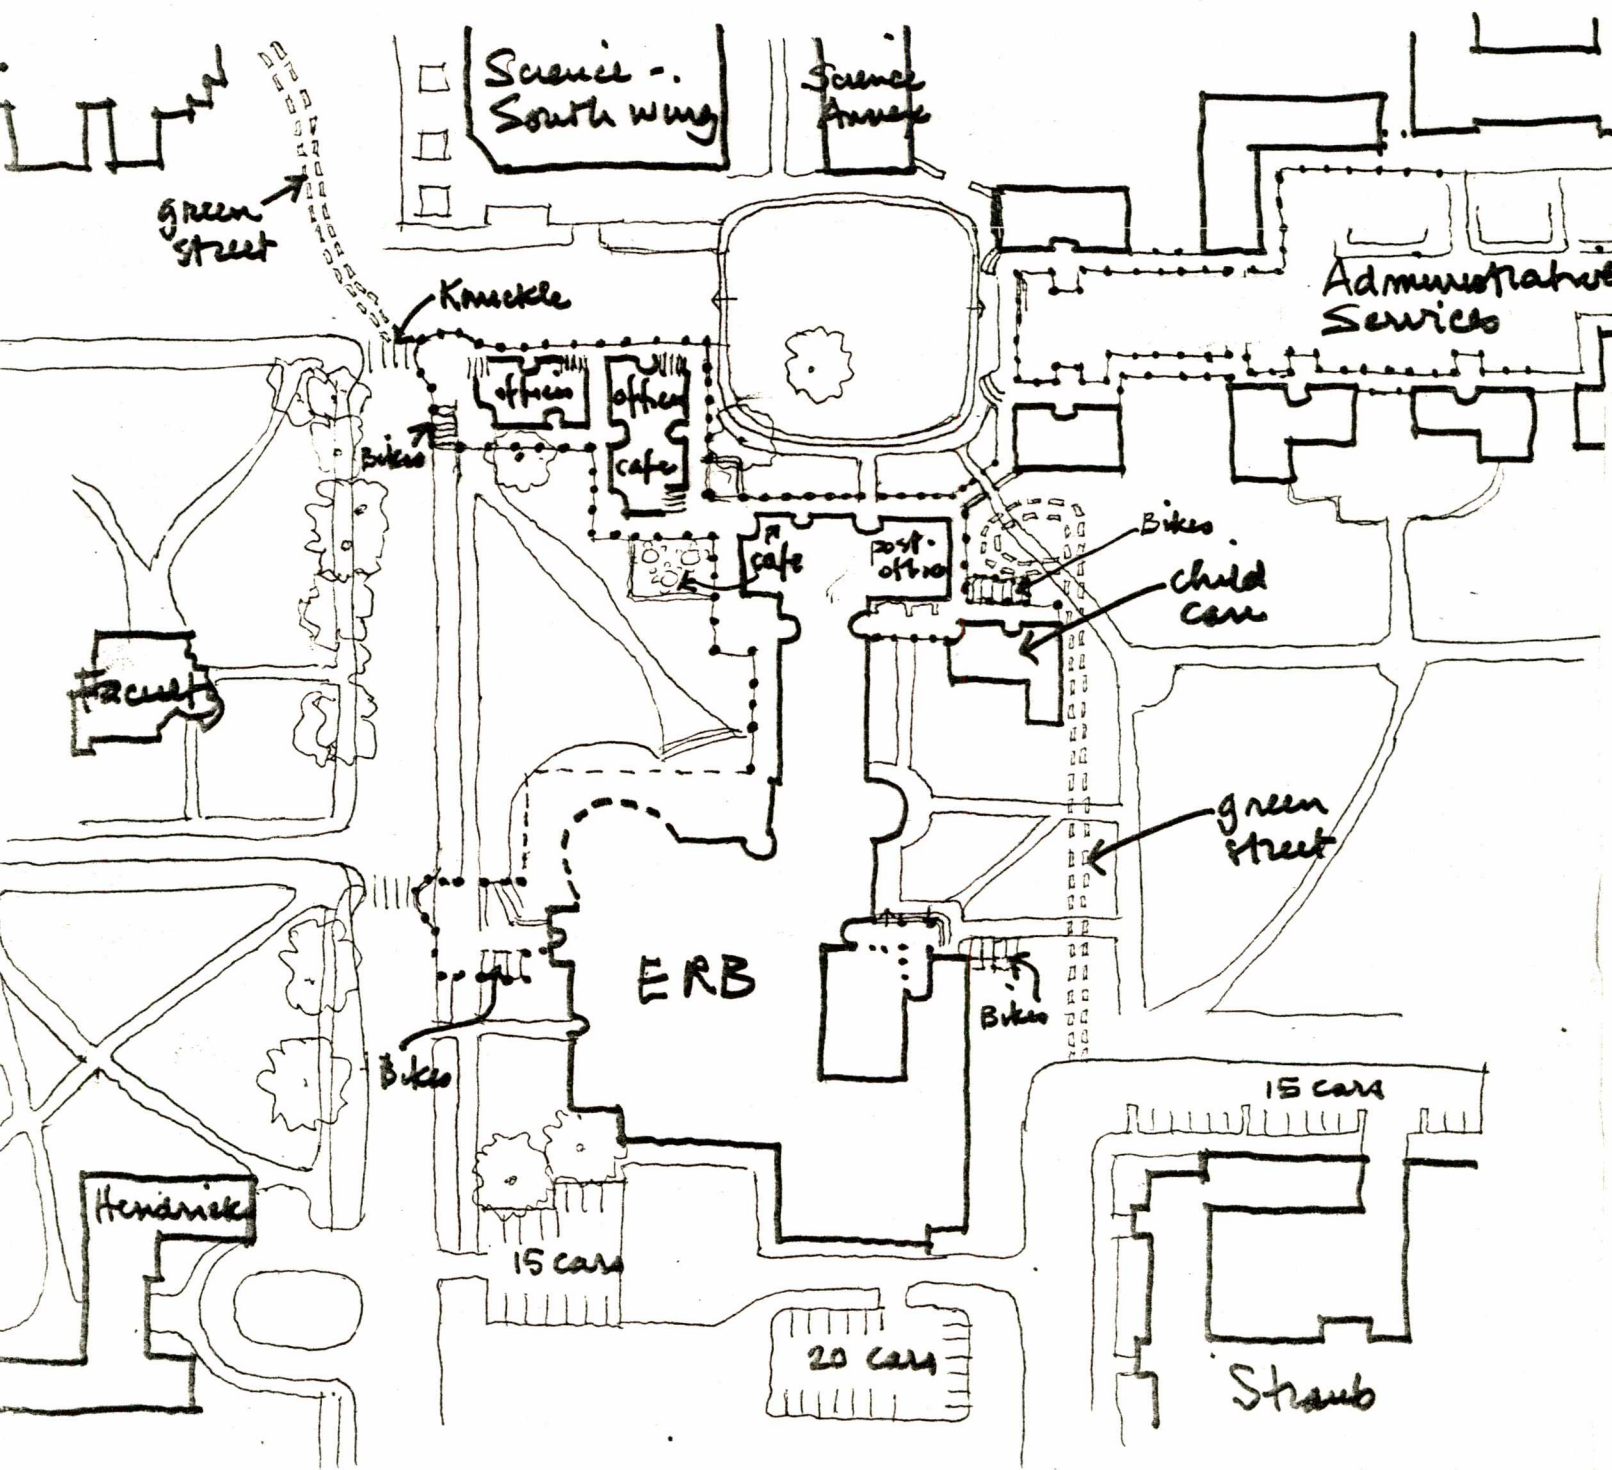 Science -.
South wing
Science
Annex
green
street
Knuckle
Administrative
Services
offices
offices
Bikes
cafe
cafe
post.
office
Bikes
child
care
Faculty
green
street
ERB
Bikes
Bikes
15 cars
Hendricks
15 cars
20 cars
Straub